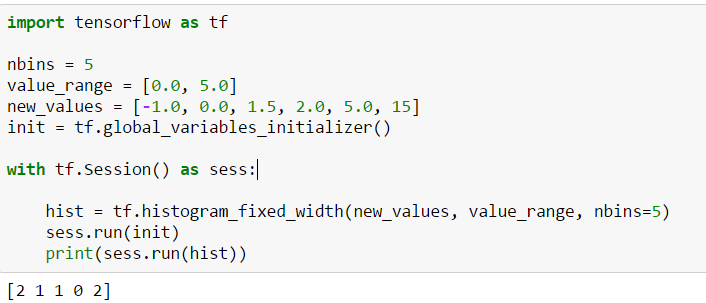 import tensorflow as tf
nbins = 5
value_range = [0.0, 5.0]
new_values = [-1.0, 0.0, 1.5, 2.0, 5.0, 15]
init = tf.global_variables_initializer()
with tf.Session() as sess:
hist = tf.histogram_fixed_width(new_values, value_range, nbins=5)
sess.run(init)
print(sess.run(hist))
[2 1 1 0 2]